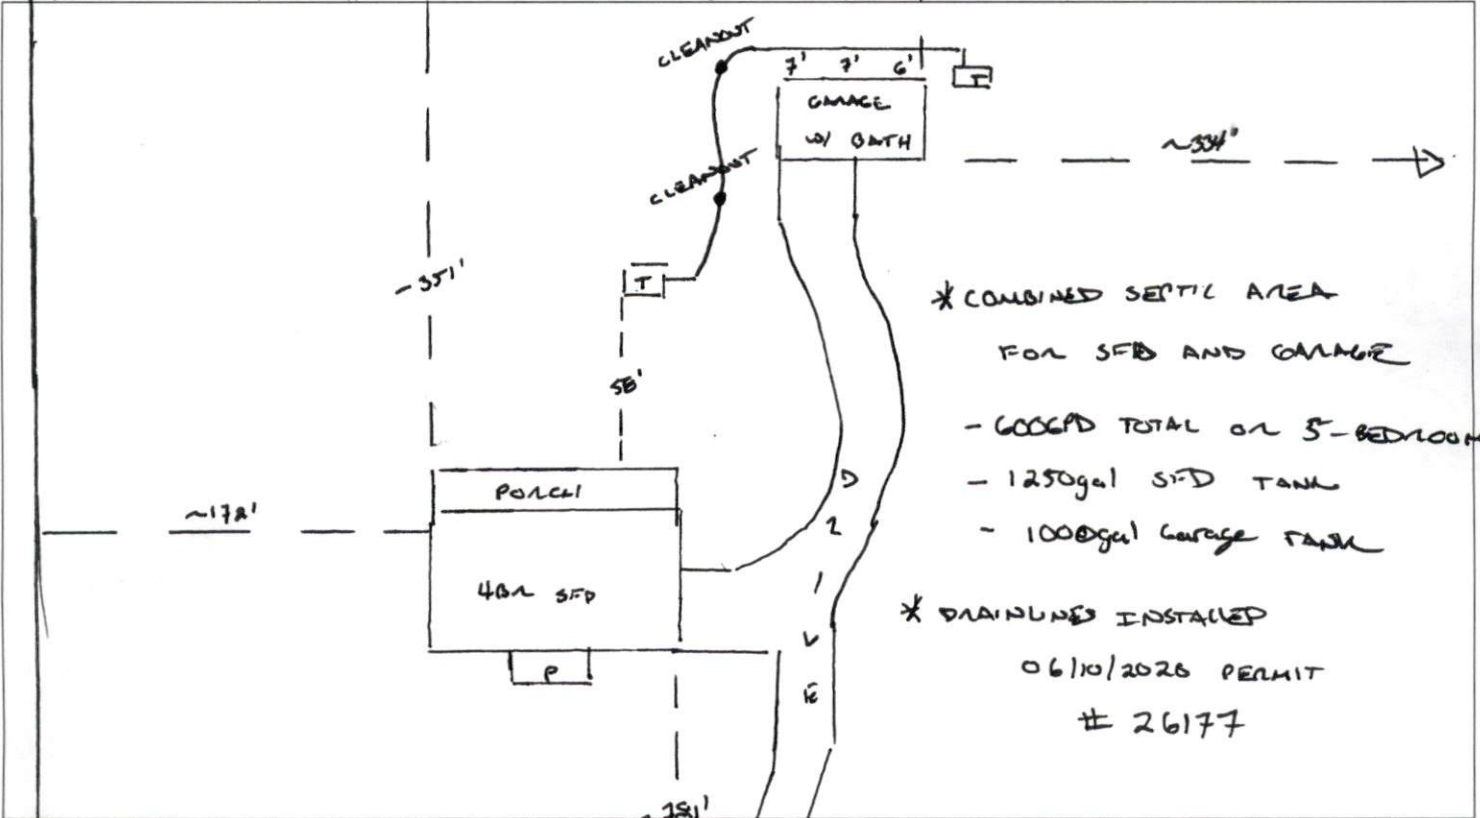 CLEANOUT
7' 7' 6'
T
GARAGE
W/ BATH
~334'
CLEANOUT
T
~351'
* COMBINED SEPTIC AREA
FOR SFD AND GARAGE
58'
- 600GPD TOTAL OR 5-BEDROOM
PORCH
- 1250gal SFD TANK
~172'
- 1000gal Garage TANK
4BR SFD
DRIVE
* DRAINLINES INSTALLED
P
06/10/2020 PERMIT
# 26177